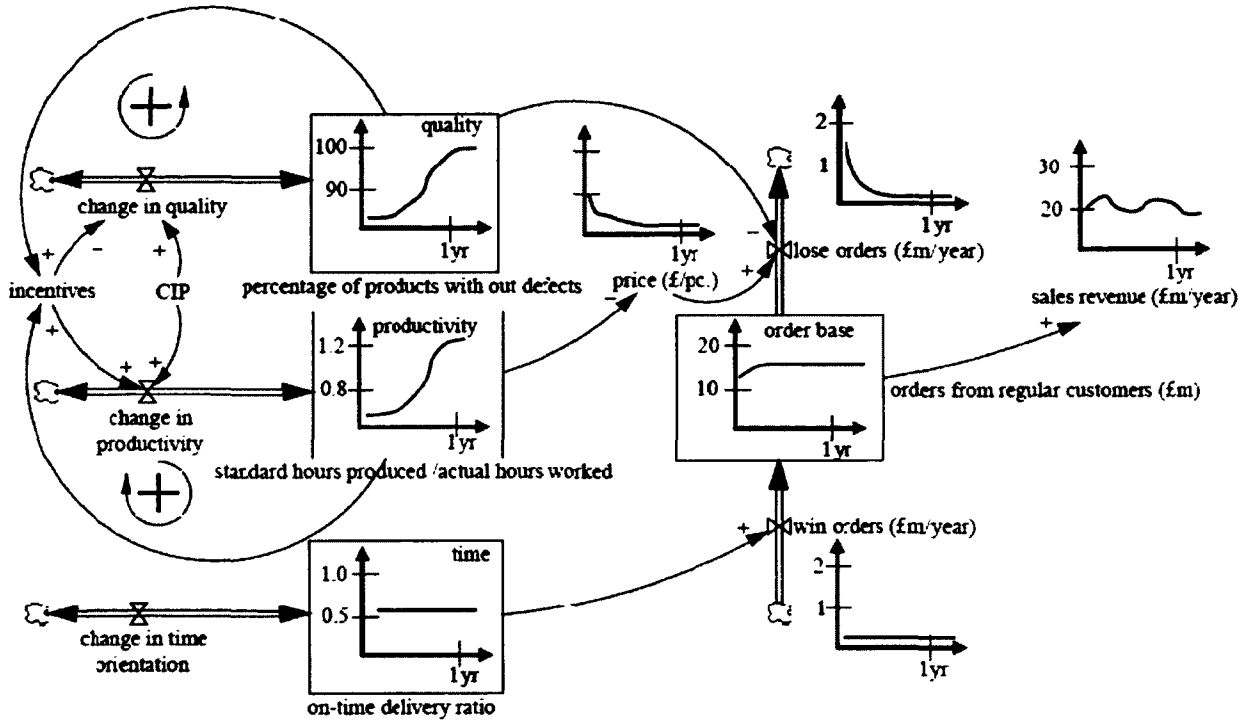 quality
100
90
1yr
percentage of products with out defects
change in quality
+
-
+
incentives
CIP
+
+
+
change in
productivity
productivity
1.2
0.8
1yr
standard hours produced /actual hours worked
+
+
time
1.0
0.5
1yr
on-time delivery ratio
change in time
orientation
1yr
price (£/pc.)
-
-
+
lose orders (£m/year)
2
1
1yr
30
20
1yr
sales revenue (£m/year)
+
order base
20
10
1yr
orders from regular customers (£m)
+
win orders (£m/year)
2
1
1yr